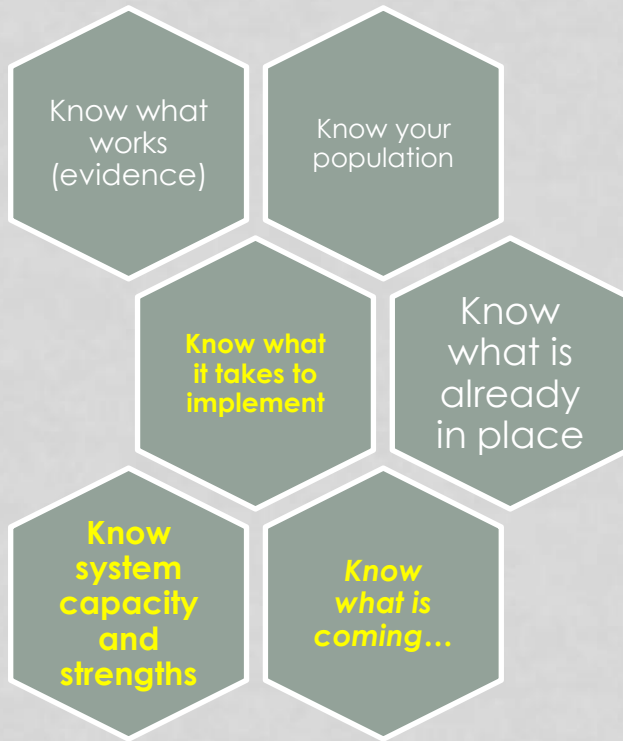 Know what
works
(evidence)
Know your
population
Know what
it takes to
implement
Know
what is
already
in place
Know
system
capacity
and
strengths
Know
what is
coming…